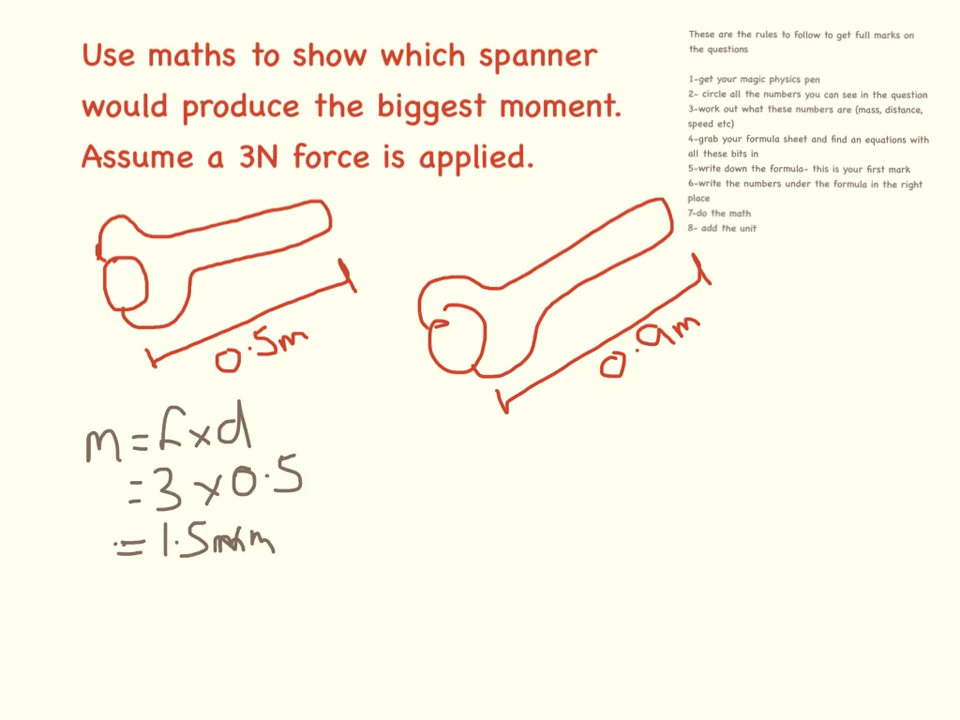 Use maths to show which spanner
would produce the biggest moment.
Assume a 3N force is applied.
These are the rules to follow to get full marks on
the questions
1-get your magic physics pen
2- circle all the numbers you can see in the question
3-work out what these numbers are (mass, distance,
speed etc)
4-grab your formula sheet and find an equations with
all these bits in
5-write down the formula- this is your first mark
6-write the numbers under the formula in the right
place
7-do the math
8- add the unit
0.5m
0.9m
m = f x d
= 3 x 0.5
= 1.5